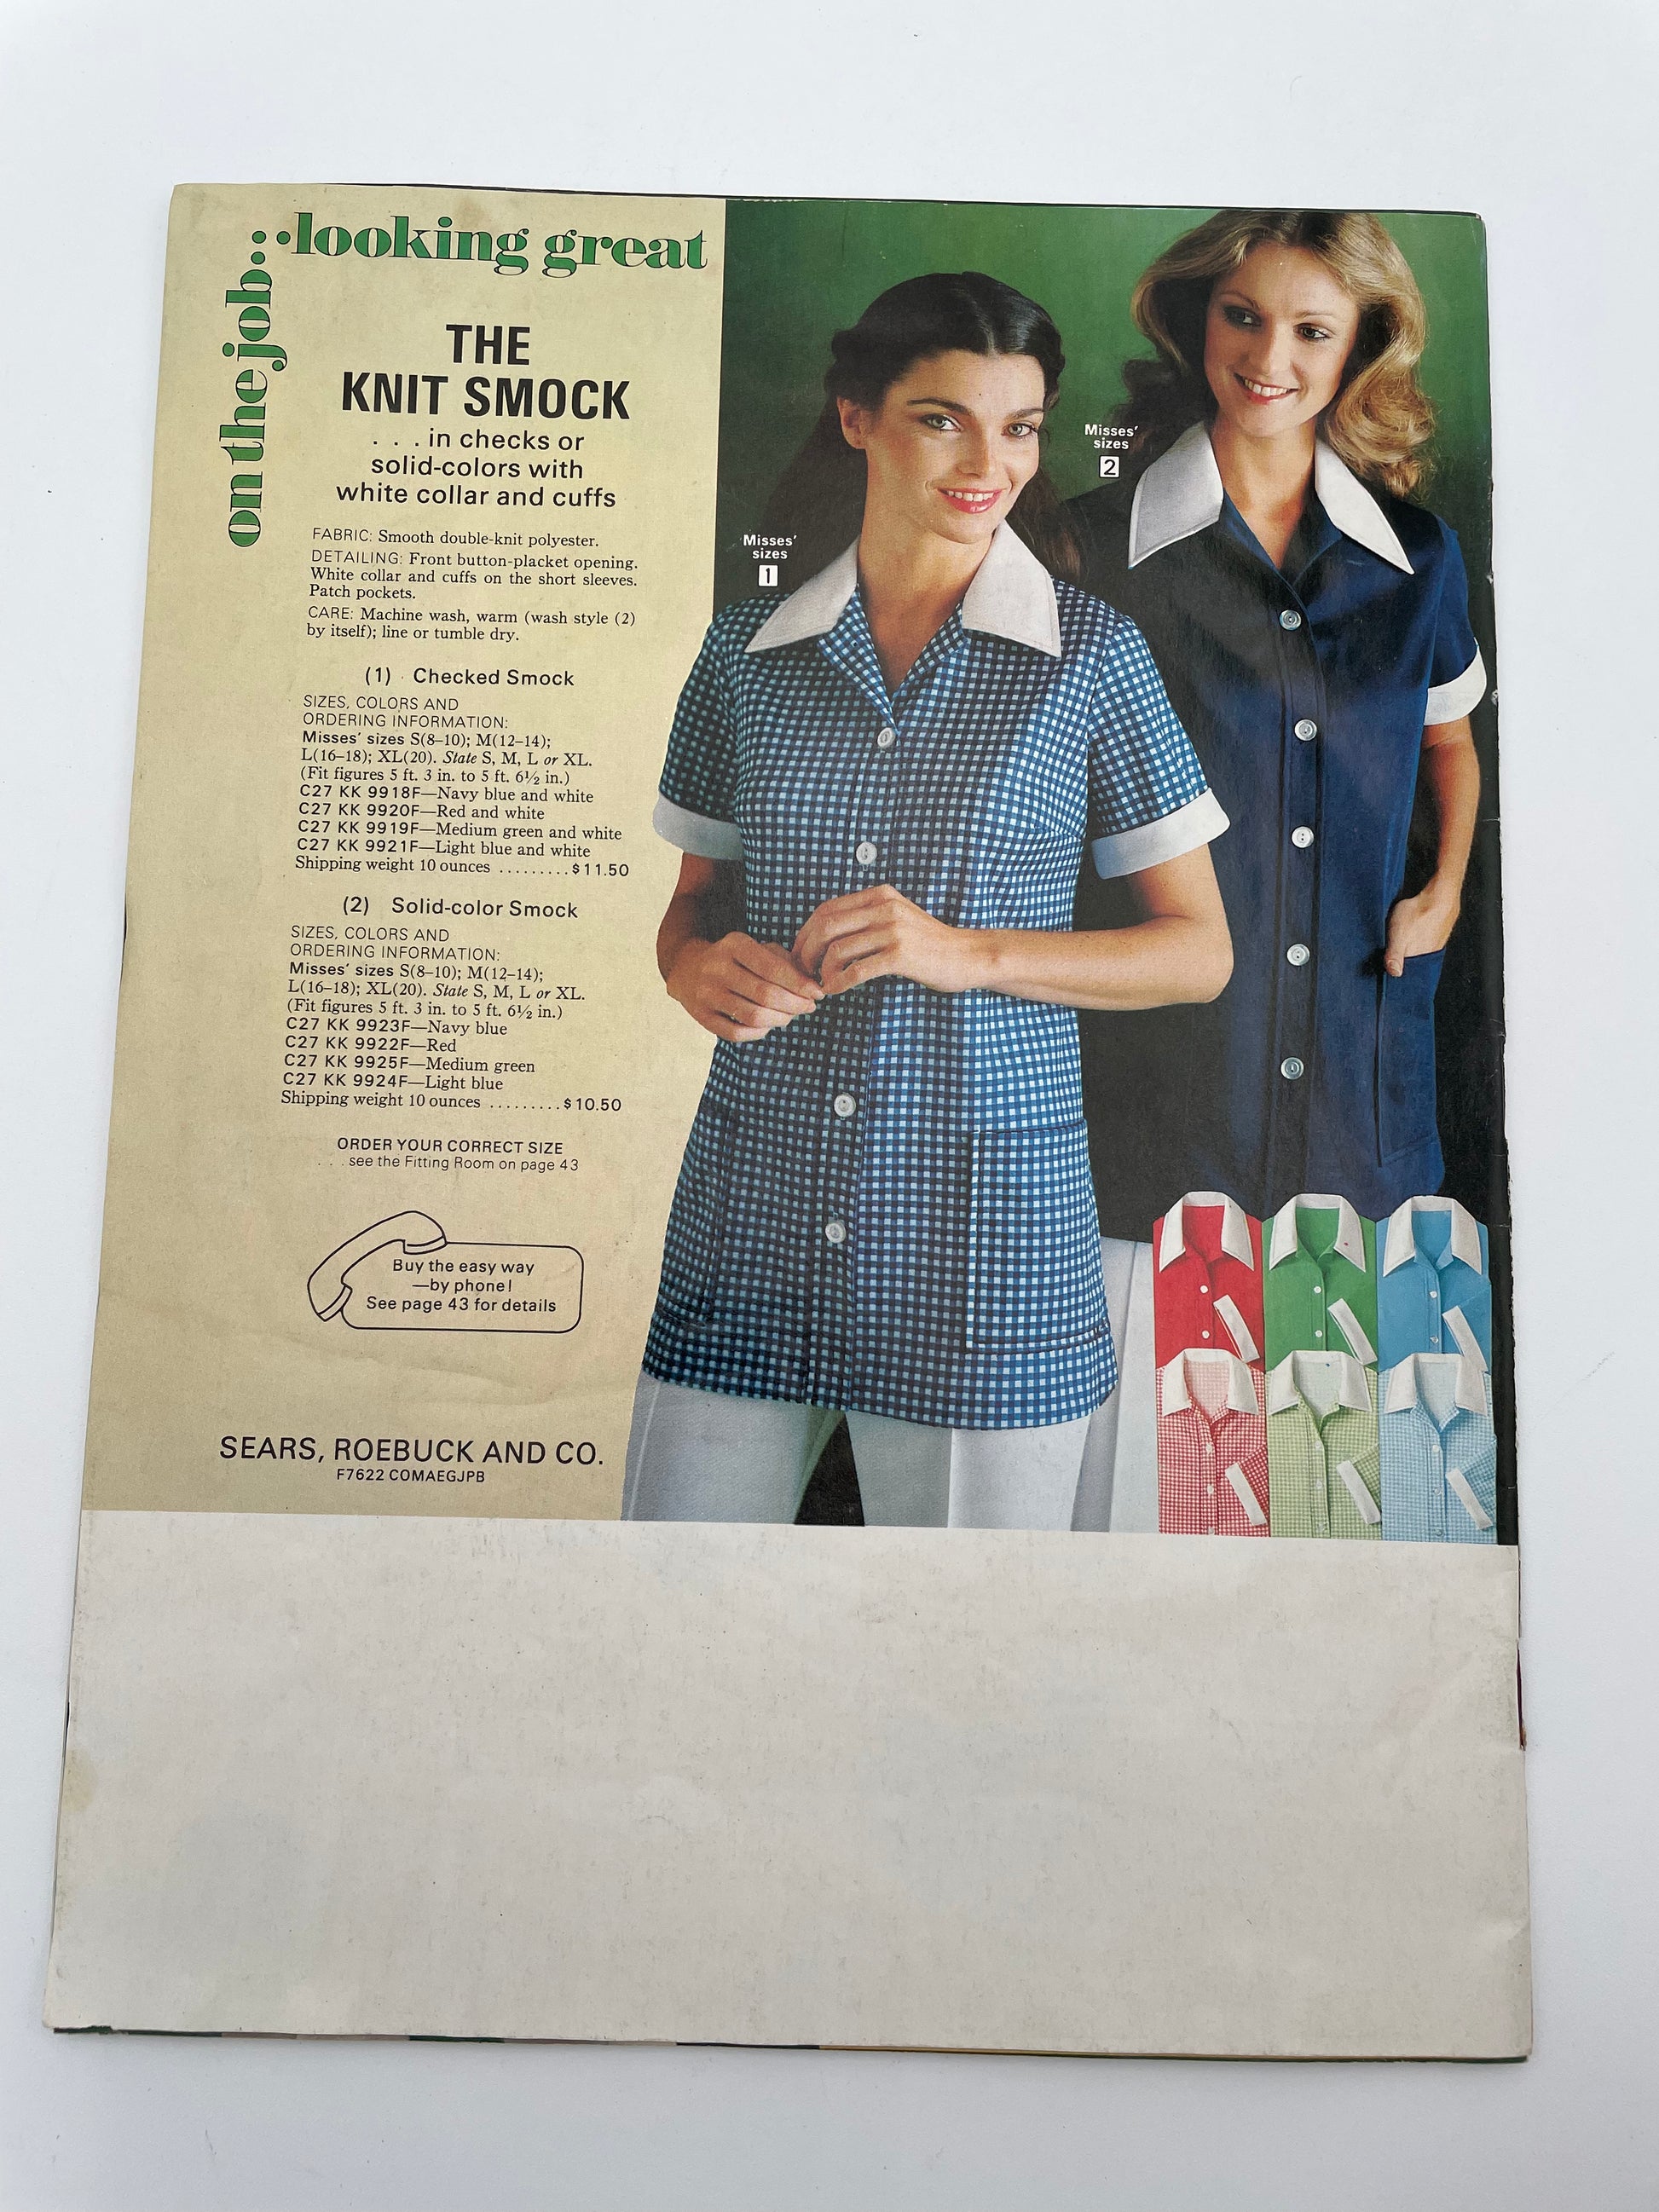 on the job...looking great
THE
KNIT SMOCK
. . . in checks or
solid-colors with
white collar and cuffs
FABRIC: Smooth double-knit polyester.
DETAILING: Front button-placket opening.
White collar and cuffs on the short sleeves.
Patch pockets.
CARE: Machine wash, warm (wash style (2)
by itself); line or tumble dry.
(1) Checked Smock
SIZES, COLORS AND
ORDERING INFORMATION:
Misses' sizes S(8–10); M(12–14);
L(16–18); XL(20). State S, M, L or XL.
(Fit figures 5 ft. 3 in. to 5 ft. 6½ in.)
C27 KK 9918F—Navy blue and white
C27 KK 9920F—Red and white
C27 KK 9919F—Medium green and white
C27 KK 9921F—Light blue and white
Shipping weight 10 ounces .........$11.50
(2) Solid-color Smock
SIZES, COLORS AND
ORDERING INFORMATION:
Misses' sizes S(8–10); M(12–14);
L(16–18); XL(20). State S, M, L or XL.
(Fit figures 5 ft. 3 in. to 5 ft. 6½ in.)
C27 KK 9923F—Navy blue
C27 KK 9922F—Red
C27 KK 9925F—Medium green
C27 KK 9924F—Light blue
Shipping weight 10 ounces .........$10.50
ORDER YOUR CORRECT SIZE
. . . see the Fitting Room on page 43
Buy the easy way
—by phone!
See page 43 for details
SEARS, ROEBUCK AND CO.
F7622 COMAEGJPB
Misses'
sizes
1
Misses'
sizes
2